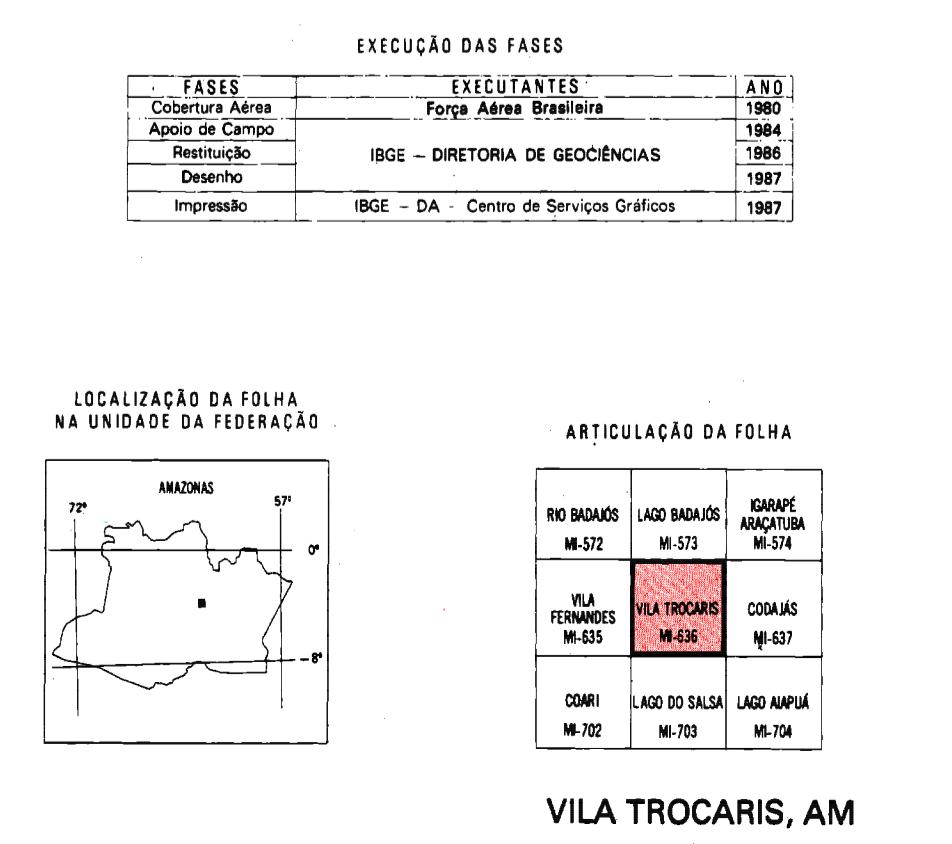 EXECUÇÃO DAS FASES
FASES EXECUTANTES ANO
Cobertura Aérea Força Aérea Brasileira 1980
Apoio de Campo 1984
Restituição IBGE – DIRETORIA DE GEOCIÊNCIAS 1986
Desenho 1987
Impressão IBGE – DA - Centro de Serviços Gráficos 1987
LOCALIZAÇÃO DA FOLHA
NA UNIDADE DA FEDERAÇÃO
AMAZONAS
72° 57°
0°
–8°
ARTICULAÇÃO DA FOLHA
RIO BADAJÓS
MI-572
LAGO BADAJÓS
MI-573
IGARAPÉ
ARAÇATUBA
MI-574
VILA
FERNANDES
MI-635
VILA TROCARIS
MI-636
CODAJÁS
MI-637
COARI
MI-702
LAGO DO SALSA
MI-703
LAGO AIAPUÁ
MI-704
VILA TROCARIS, AM